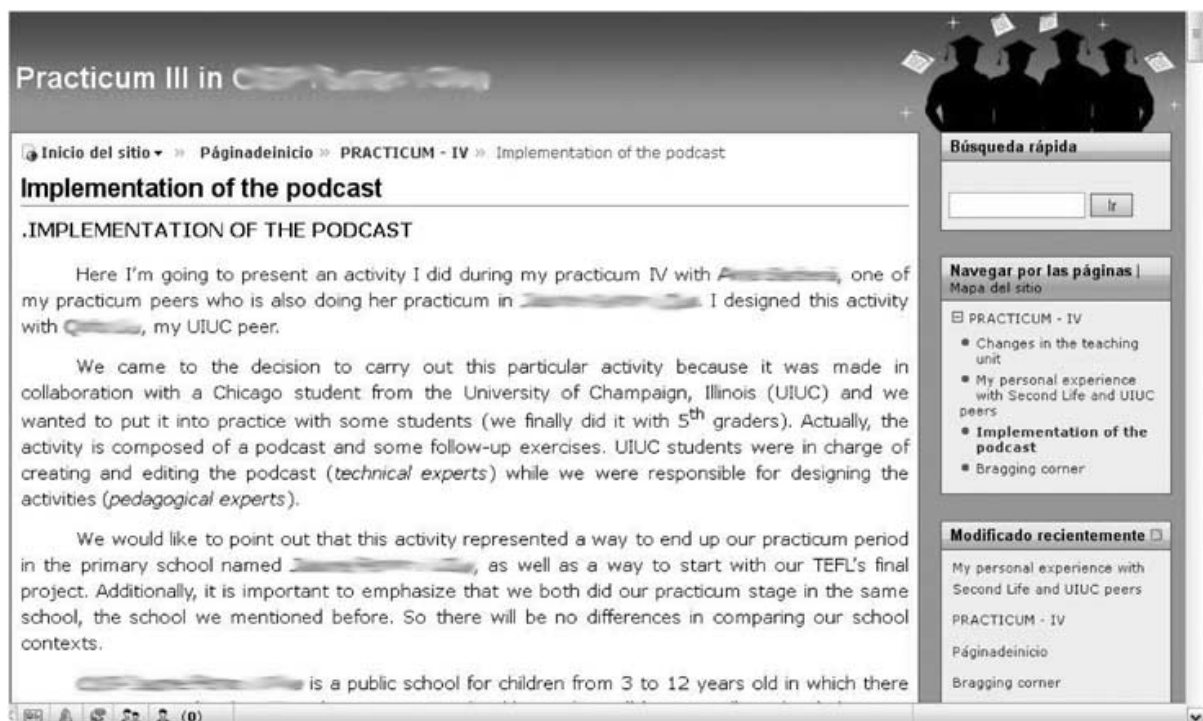 Practicum III in
Inicio del sitio » Páginadeinicio » PRACTICUM - IV » Implementation of the podcast
Implementation of the podcast
.IMPLEMENTATION OF THE PODCAST
Here I'm going to present an activity I did during my practicum IV with , one of
my practicum peers who is also doing her practicum in . I designed this activity
with , my UIUC peer.
We came to the decision to carry out this particular activity because it was made in
collaboration with a Chicago student from the University of Champaign, Illinois (UIUC) and we
wanted to put it into practice with some students (we finally did it with 5th graders). Actually, the
activity is composed of a podcast and some follow-up exercises. UIUC students were in charge of
creating and editing the podcast (technical experts) while we were responsible for designing the
activities (pedagogical experts).
We would like to point out that this activity represented a way to end up our practicum period
in the primary school named , as well as a way to start with our TEFL's final
project. Additionally, it is important to emphasize that we both did our practicum stage in the same
school, the school we mentioned before. So there will be no differences in comparing our school
contexts.
is a public school for children from 3 to 12 years old in which there
(0)
Búsqueda rápida
Ir
Navegar por las páginas |
Mapa del sitio
PRACTICUM - IV
Changes in the teaching
unit
My personal experience
with Second Life and UIUC
peers
Implementation of the
podcast
Bragging corner
Modificado recientemente
My personal experience with
Second Life and UIUC peers
PRACTICUM - IV
Páginadeinicio
Bragging corner